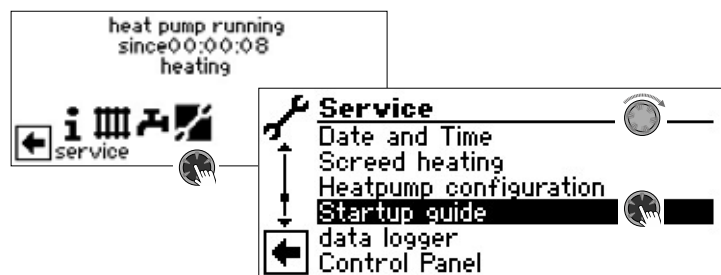 heat pump running
since00:00:08
heating
service
Service
Date and Time
Screed heating
Heatpump configuration
Startup guide
data logger
Control Panel